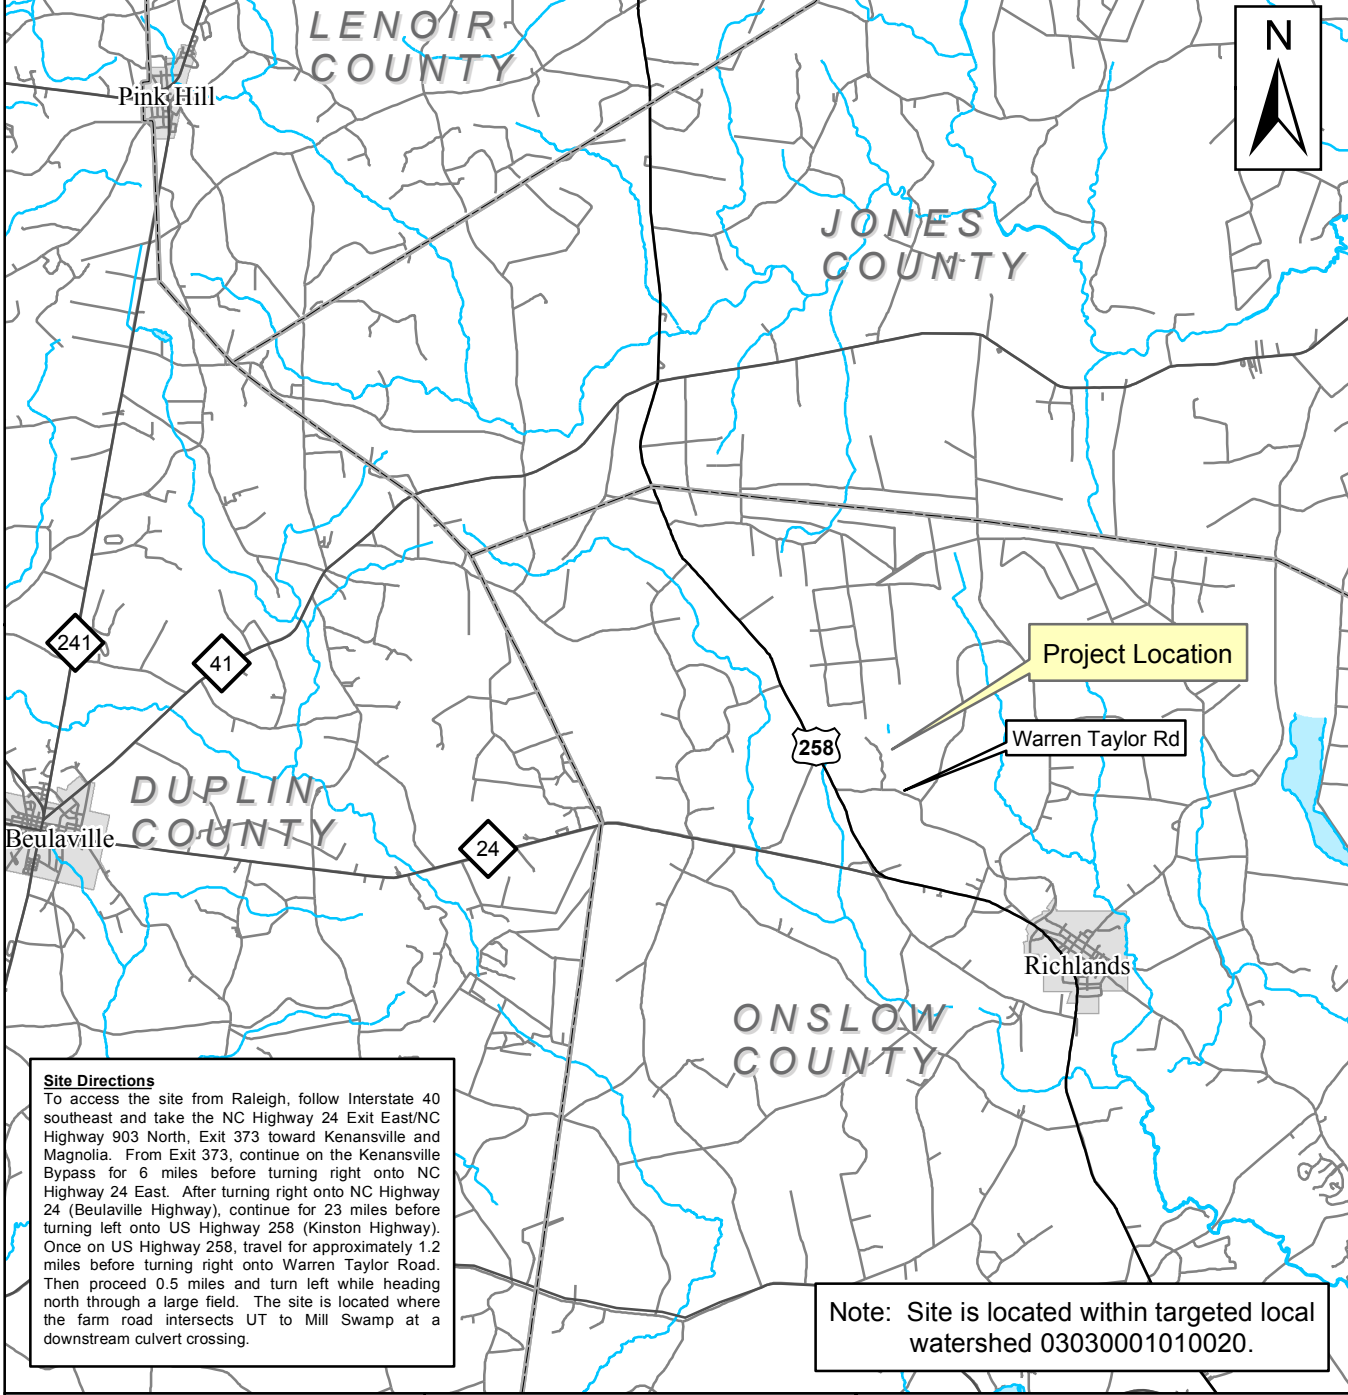 LENOIR
COUNTY
N
Pink Hill
JONES
COUNTY
241
41
Project Location
Warren Taylor Rd
258
DUPLIN
COUNTY
Beulaville
24
Richlands
ONSLOW
COUNTY
Site Directions
To access the site from Raleigh, follow Interstate 40
southeast and take the NC Highway 24 Exit East/NC
Highway 903 North, Exit 373 toward Kenansville and
Magnolia. From Exit 373, continue on the Kenansville
Bypass for 6 miles before turning right onto NC
Highway 24 East. After turning right onto NC Highway
24 (Beulaville Highway), continue for 23 miles before
turning left onto US Highway 258 (Kinston Highway).
Once on US Highway 258, travel for approximately 1.2
miles before turning right onto Warren Taylor Road.
Then proceed 0.5 miles and turn left while heading
north through a large field. The site is located where
the farm road intersects UT to Mill Swamp at a
downstream culvert crossing.
Note: Site is located within targeted local
watershed 03030001010020.